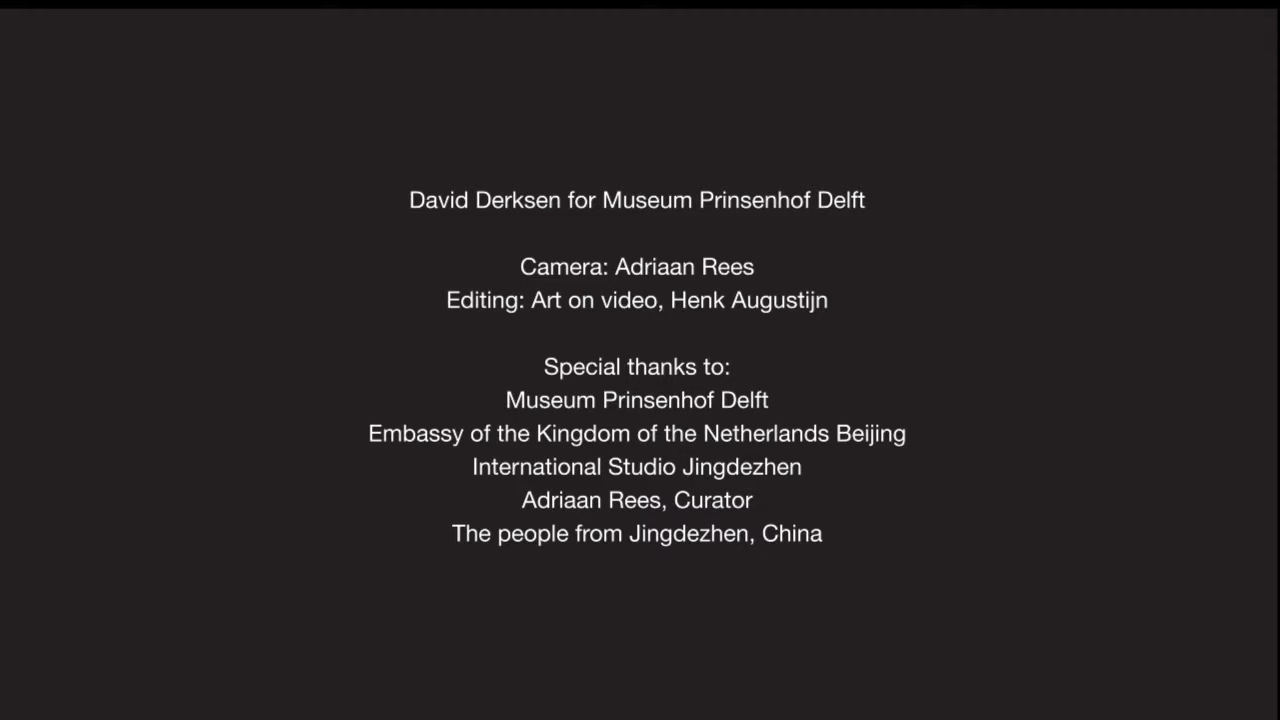 David Derksen for Museum Prinsenhof Delft
Camera: Adriaan Rees
Editing: Art on video, Henk Augustijn
Special thanks to:
Museum Prinsenhof Delft
Embassy of the Kingdom of the Netherlands Beijing
International Studio Jingdezhen
Adriaan Rees, Curator
The people from Jingdezhen, China